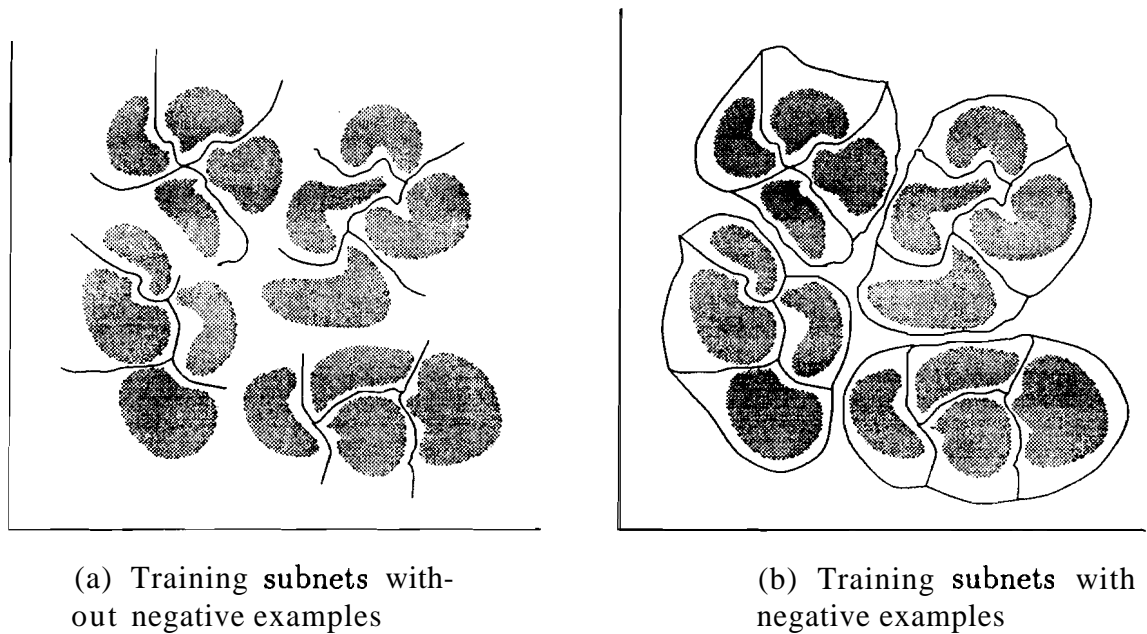 (a) Training subnets with-
out negative examples
(b) Training subnets with
negative examples